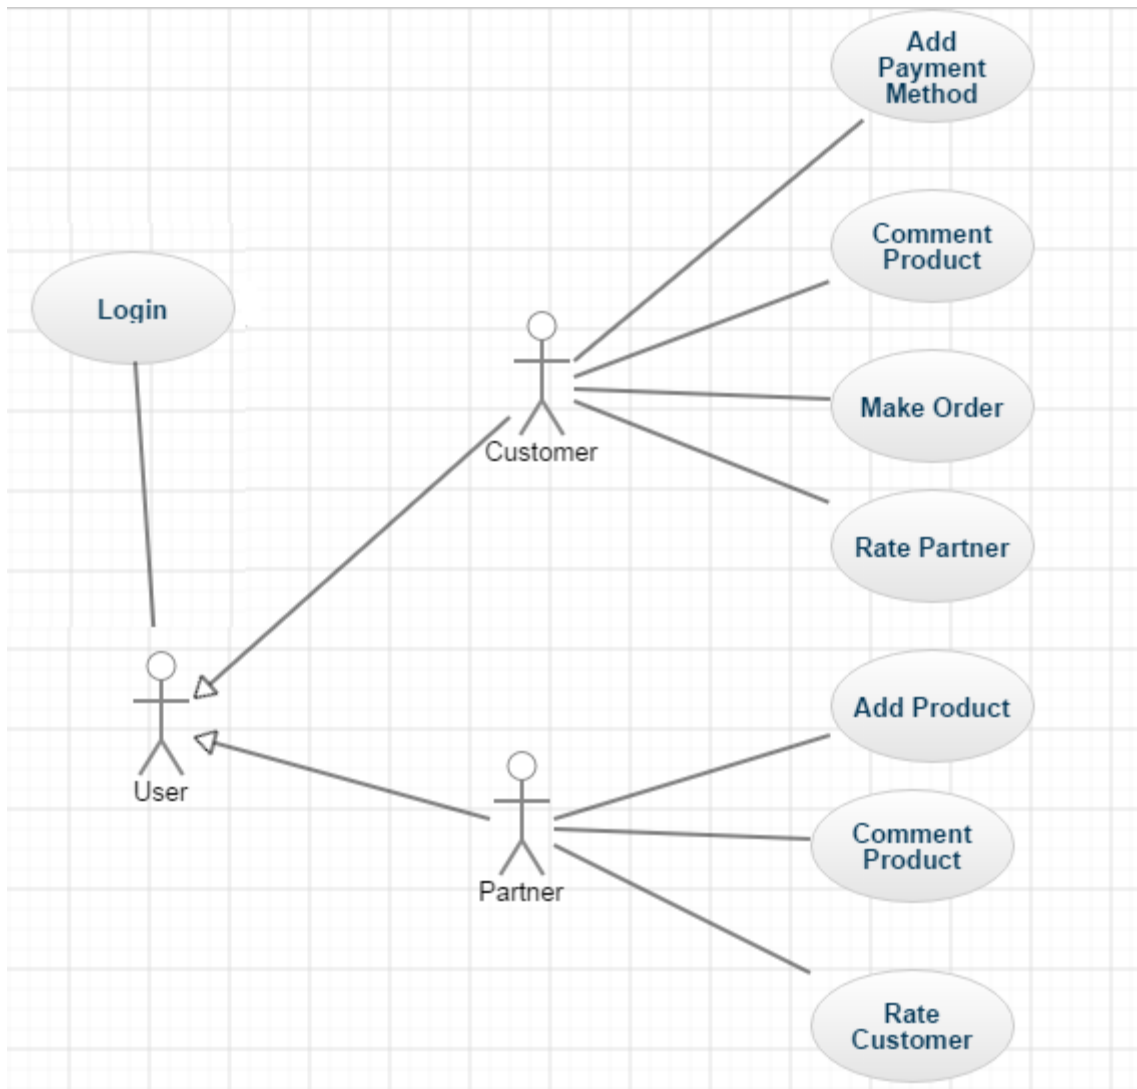 Add
Payment
Method
Comment
Product
Login
Make Order
Customer
Rate Partner
Add Product
User
Comment
Product
Partner
Rate
Customer